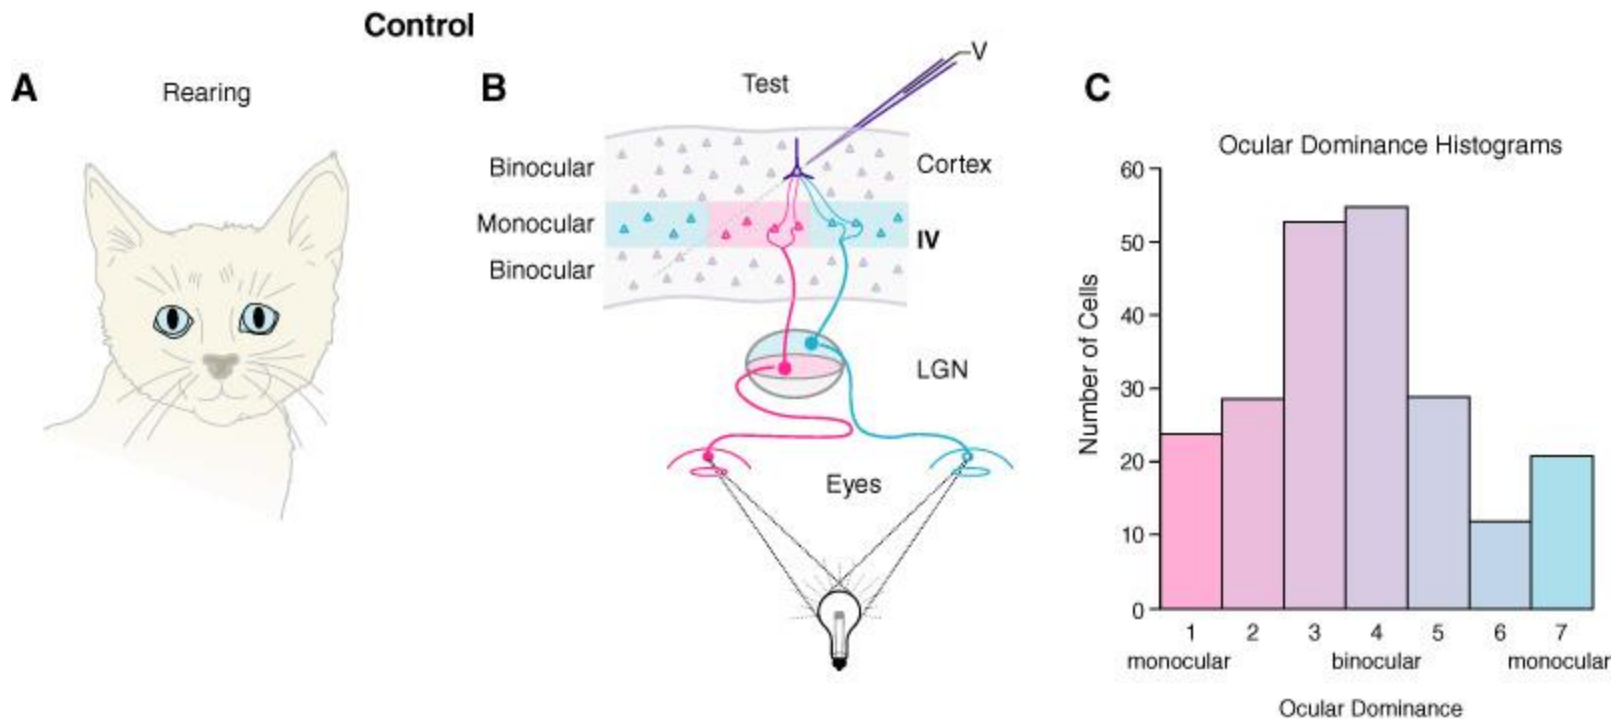 Control
A
Rearing
B
Test
V
Binocular
Cortex
Monocular
IV
Binocular
LGN
Eyes
C
Ocular Dominance Histograms
Number of Cells
60
50
40
30
20
10
0
1 2 3 4 5 6 7
monocular binocular monocular
Ocular Dominance